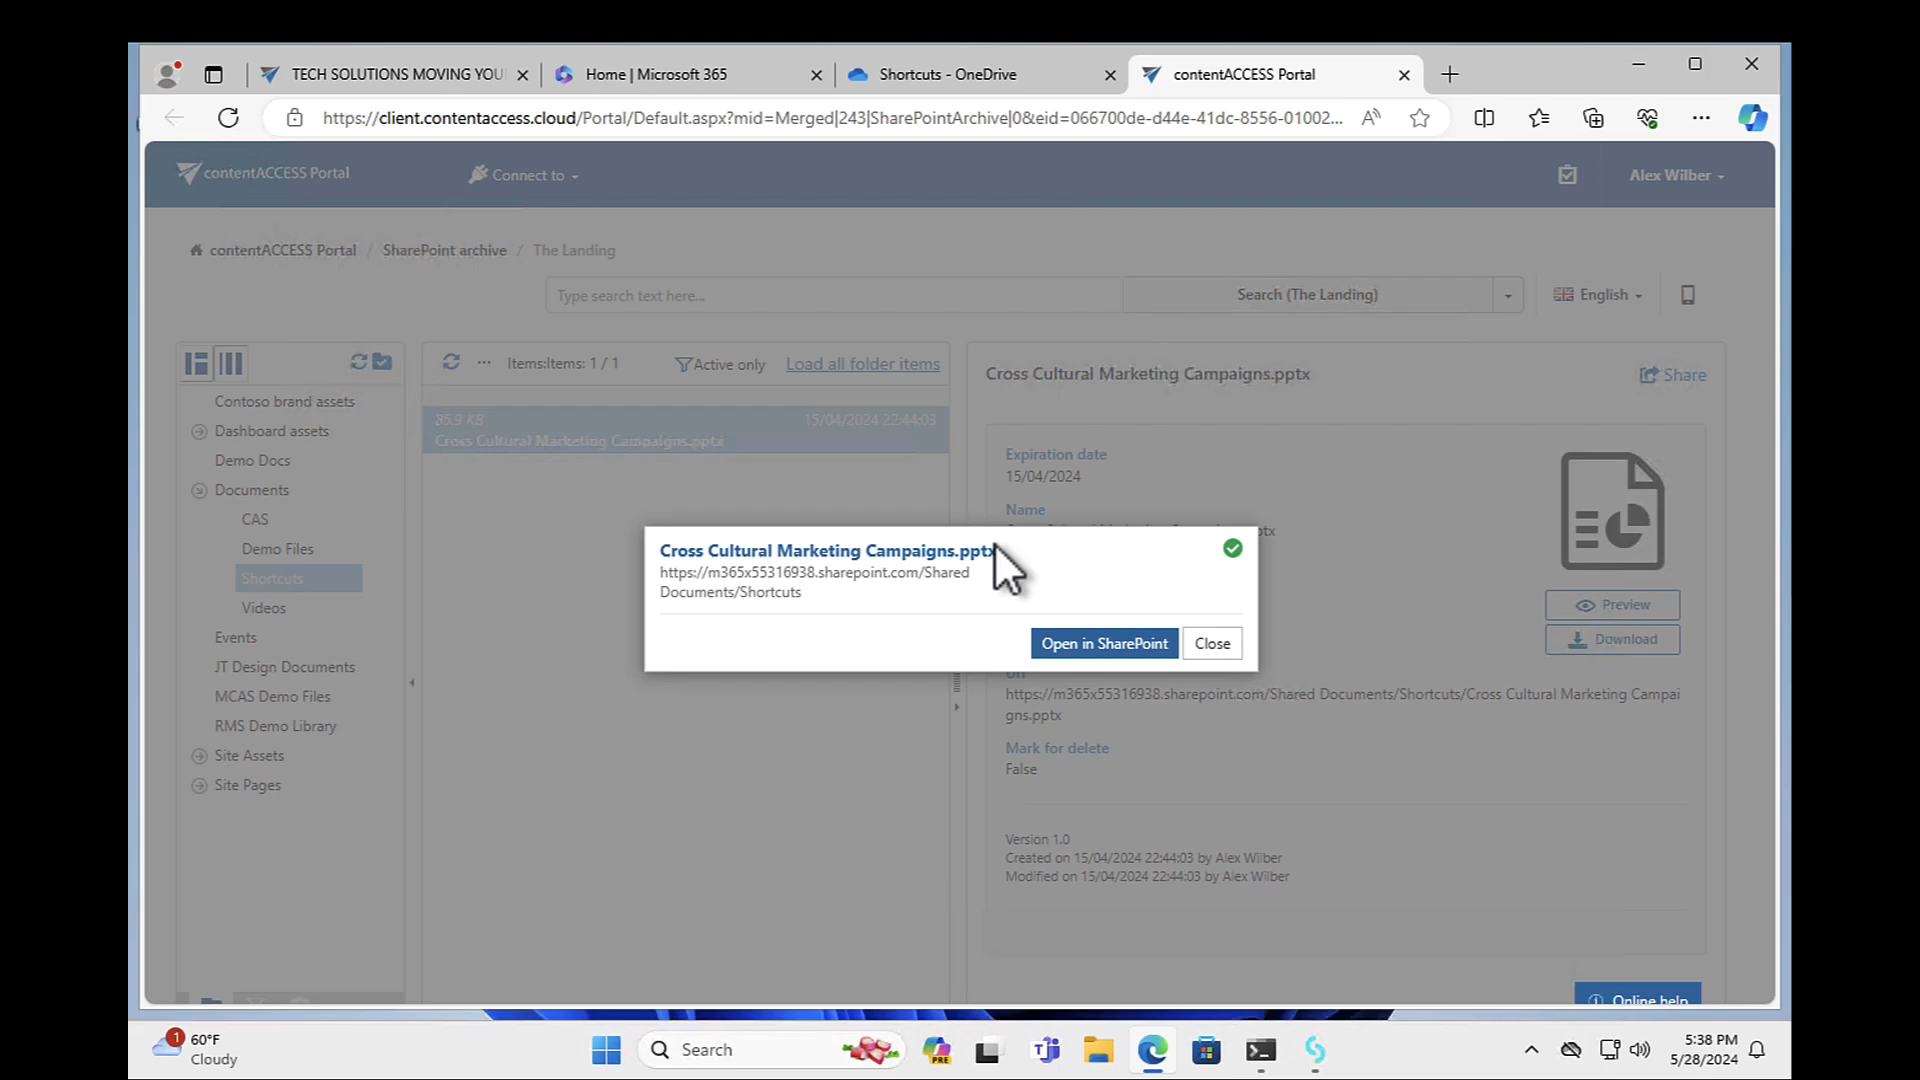 TECH SOLUTIONS MOVING YOU
Home | Microsoft 365
Shortcuts - OneDrive
contentACCESS Portal
https://client.contentaccess.cloud/Portal/Default.aspx?mid=Merged|243|SharePointArchive|0&eid=066700de-d44e-41dc-8556-01002...
contentACCESS Portal
Connect to
Alex Wilber
contentACCESS Portal / SharePoint archive / The Landing
Type search text here...
Search (The Landing)
English
Items:Items: 1 / 1
Active only
Load all folder items
Contoso brand assets
Dashboard assets
Demo Docs
Documents
CAS
Demo Files
Shortcuts
Videos
Events
JT Design Documents
MCAS Demo Files
RMS Demo Library
Site Assets
Site Pages
35.9 KB
15/04/2024 22:44:03
Cross Cultural Marketing Campaigns.pptx
Cross Cultural Marketing Campaigns.pptx
Share
Expiration date
15/04/2024
Name
Preview
Download
https://m365x55316938.sharepoint.com/Shared Documents/Shortcuts/Cross Cultural Marketing Campai
gns.pptx
Mark for delete
False
Version 1.0
Created on 15/04/2024 22:44:03 by Alex Wilber
Modified on 15/04/2024 22:44:03 by Alex Wilber
Cross Cultural Marketing Campaigns.pptx
https://m365x55316938.sharepoint.com/Shared
Documents/Shortcuts
Open in SharePoint
Close
Online help
1
60°F
Cloudy
Search
PRE
5:38 PM
5/28/2024